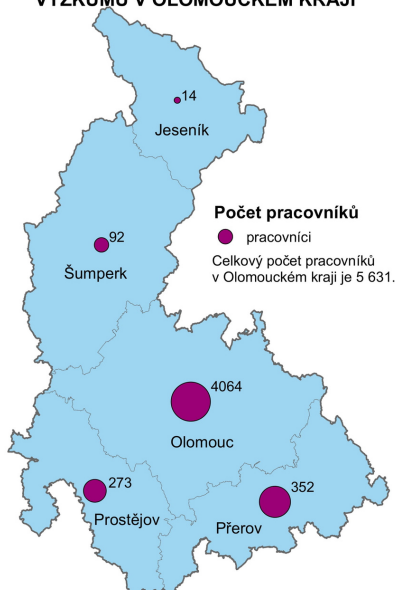 VÝZKUMU V OLOMOUCKÉM KRAJI
14
Jeseník
92
Šumperk
Počet pracovníků
pracovníci
Celkový počet pracovníků
v Olomouckém kraji je 5 631.
4064
Olomouc
273
Prostějov
352
Přerov